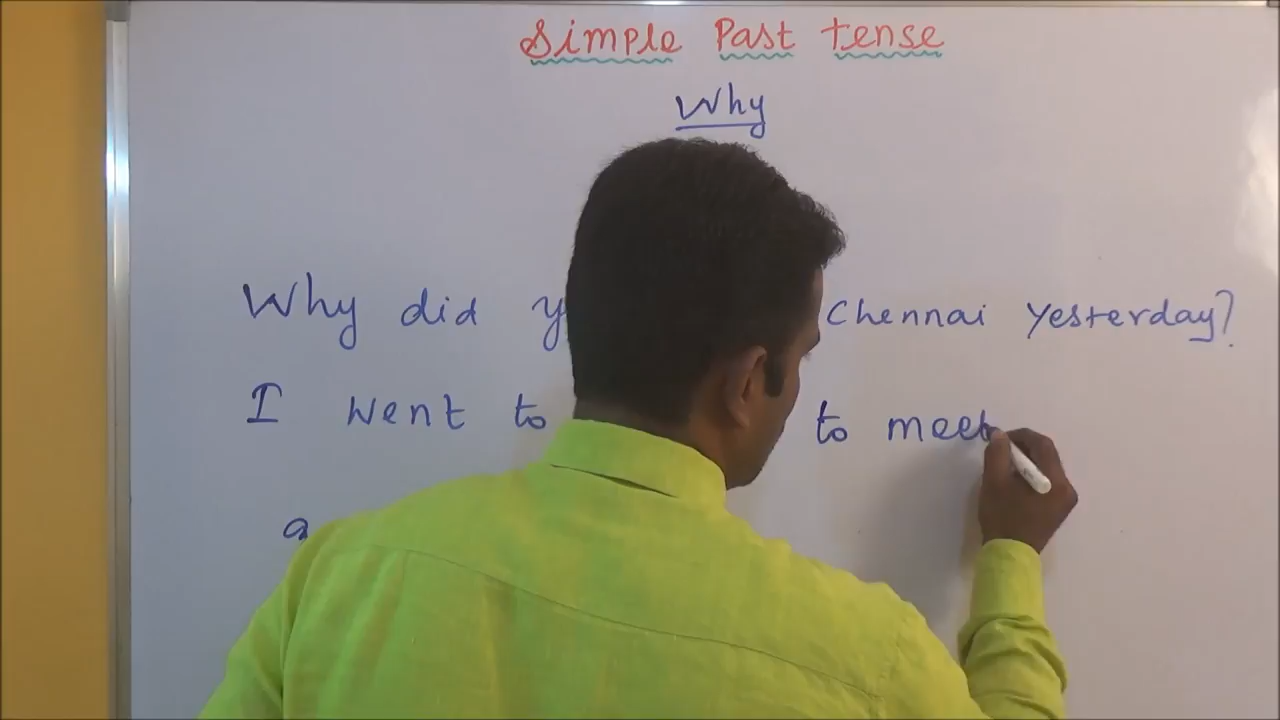 Simple Past tense
Why
Why did Chennai yesterday?
I went to to meet